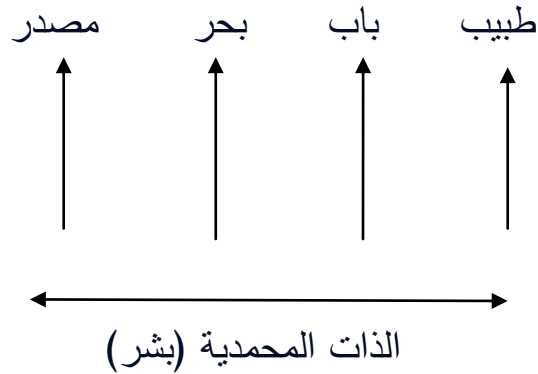 طبيب باب بحر مصدر
الذات المحمدية (بشر)